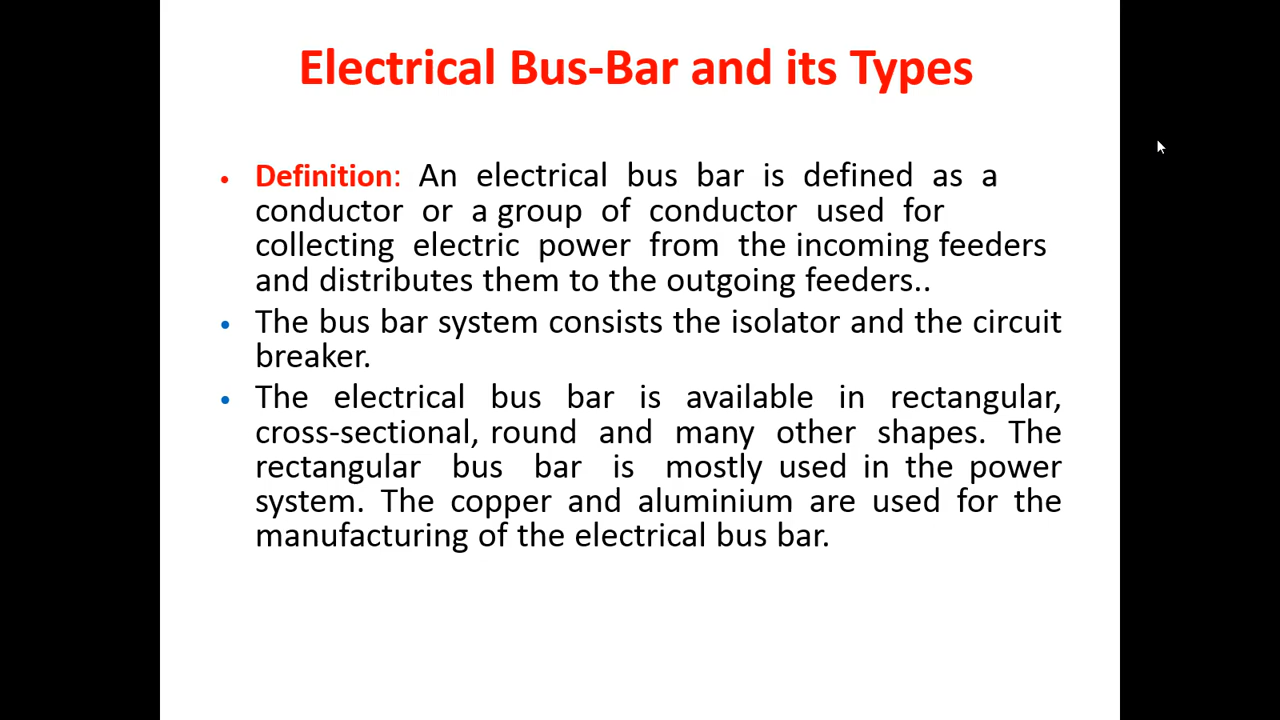 Electrical Bus-Bar and its Types
• Definition: An electrical bus bar is defined as a
conductor or a group of conductor used for
collecting electric power from the incoming feeders
and distributes them to the outgoing feeders..
• The bus bar system consists the isolator and the circuit
breaker.
• The electrical bus bar is available in rectangular,
cross-sectional, round and many other shapes. The
rectangular bus bar is mostly used in the power
system. The copper and aluminium are used for the
manufacturing of the electrical bus bar.